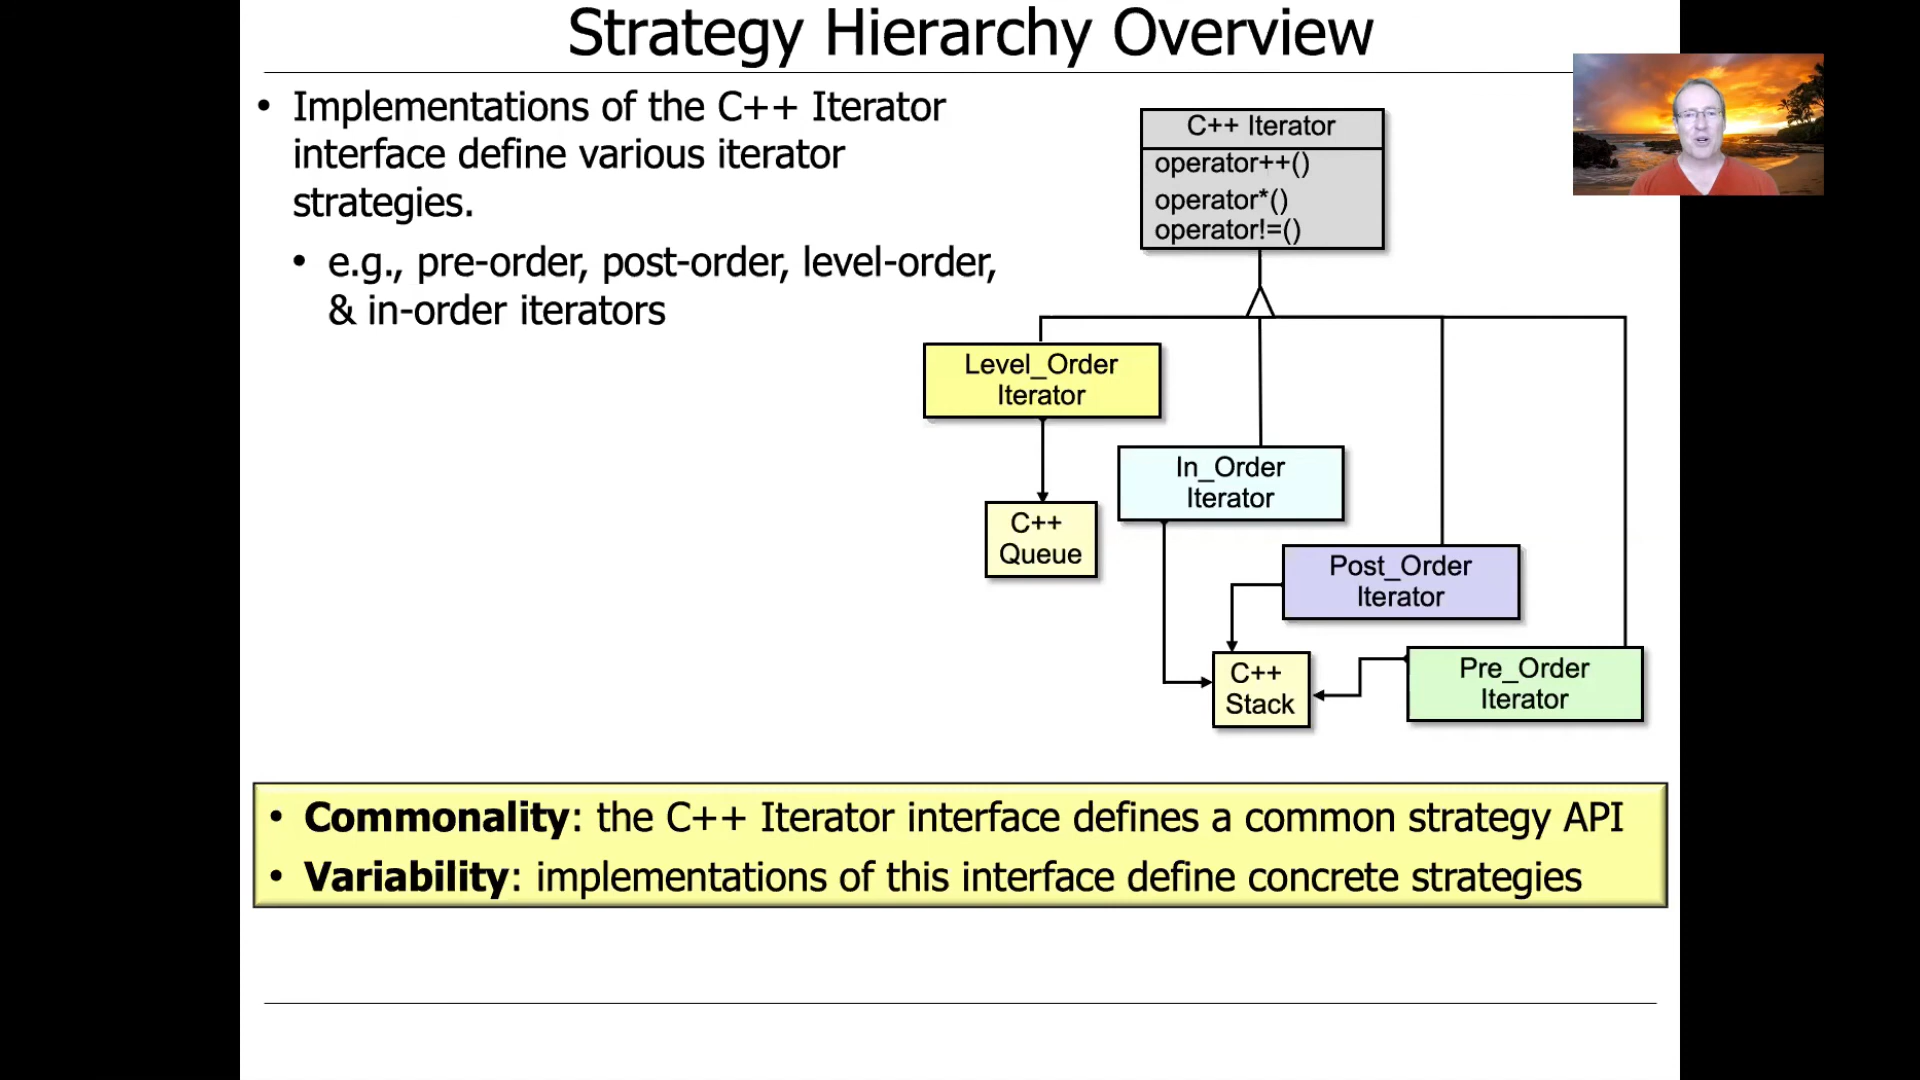 Strategy Hierarchy Overview
• Implementations of the C++ Iterator
interface define various iterator
strategies.
• e.g., pre-order, post-order, level-order,
& in-order iterators
C++ Iterator
operator++()
operator*()
operator!=()
Level_Order
Iterator
In_Order
Iterator
C++
Queue
Post_Order
Iterator
C++
Stack
Pre_Order
Iterator
• Commonality: the C++ Iterator interface defines a common strategy API
• Variability: implementations of this interface define concrete strategies